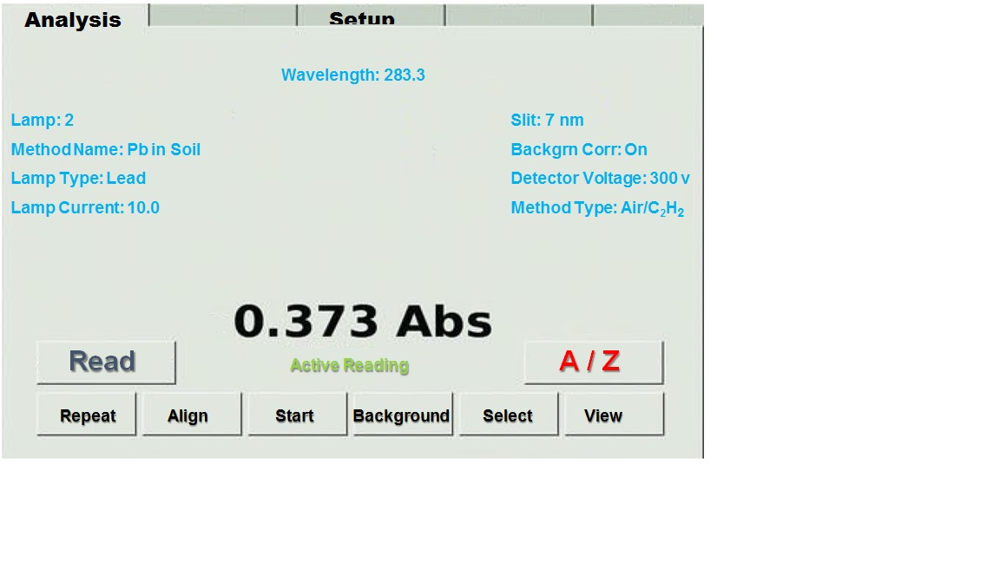 Analysis
Setup
Wavelength: 283.3
Lamp: 2
Slit: 7 nm
Method Name: Pb in Soil
Backgrn Corr: On
Lamp Type: Lead
Detector Voltage: 300 v
Lamp Current: 10.0
Method Type: Air/C₂H₂
0.373 Abs
Read
Active Reading
A / Z
Repeat
Align
Start
Background
Select
View